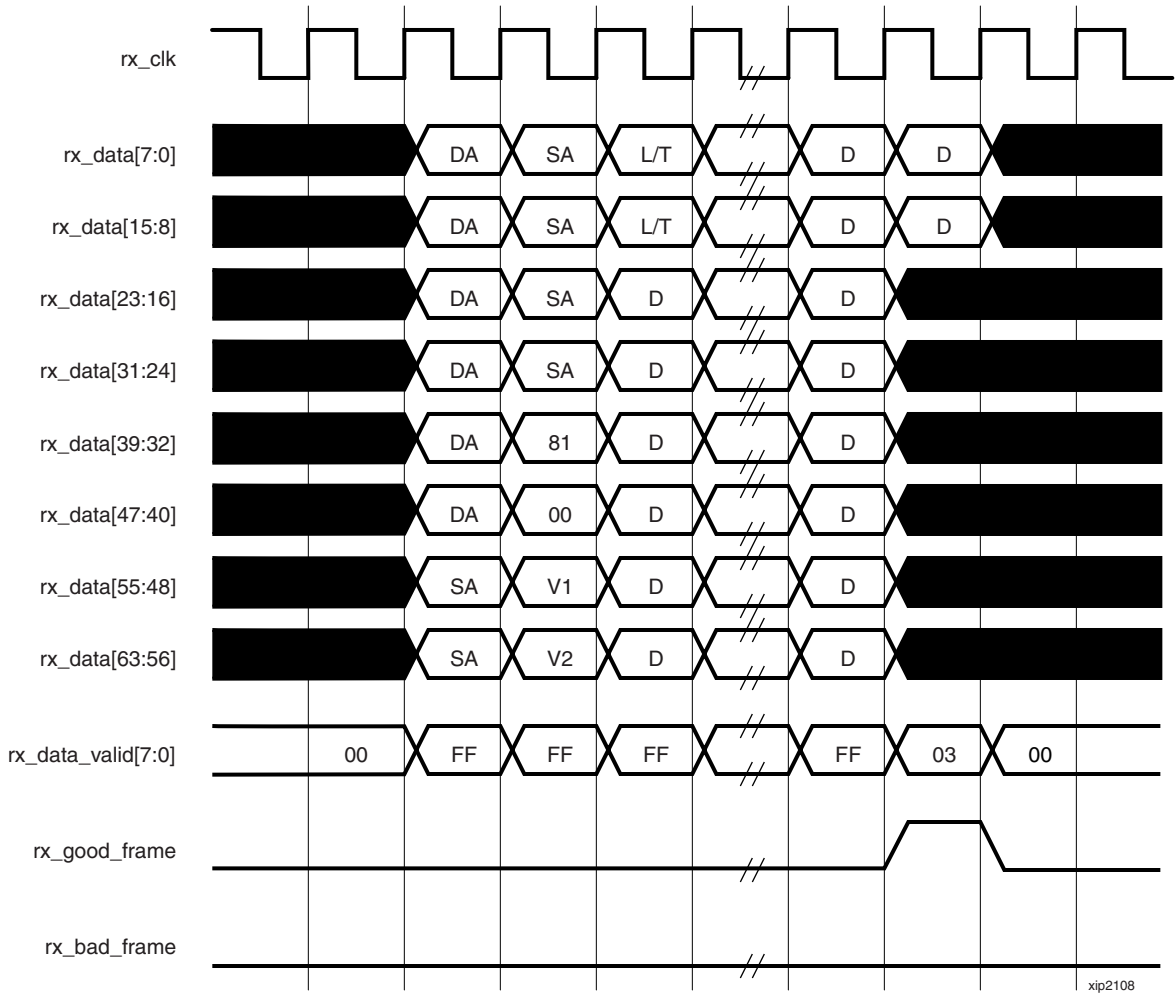 rx_clk
rx_data[7:0] DA SA L/T D D
rx_data[15:8] DA SA L/T D D
rx_data[23:16] DA SA D D
rx_data[31:24] DA SA D D
rx_data[39:32] DA 81 D D
rx_data[47:40] DA 00 D D
rx_data[55:48] SA V1 D D
rx_data[63:56] SA V2 D D
rx_data_valid[7:0] 00 FF FF FF FF 03 00
rx_good_frame
rx_bad_frame
xip2108